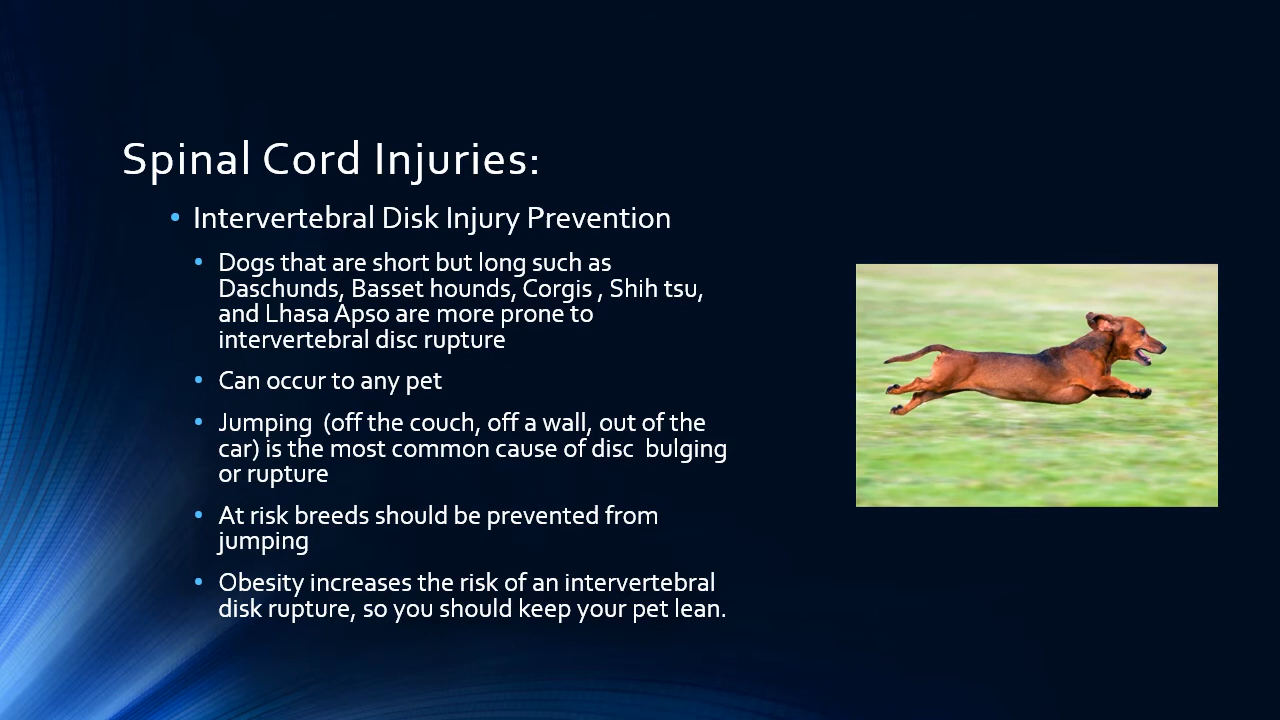 Spinal Cord Injuries:
• Intervertebral Disk Injury Prevention
• Dogs that are short but long such as
Daschunds, Basset hounds, Corgis , Shih tsu,
and Lhasa Apso are more prone to
intervertebral disc rupture
• Can occur to any pet
• Jumping  (off the couch, off a wall, out of the
car) is the most common cause of disc  bulging
or rupture
• At risk breeds should be prevented from
jumping
• Obesity increases the risk of an intervertebral
disk rupture, so you should keep your pet lean.